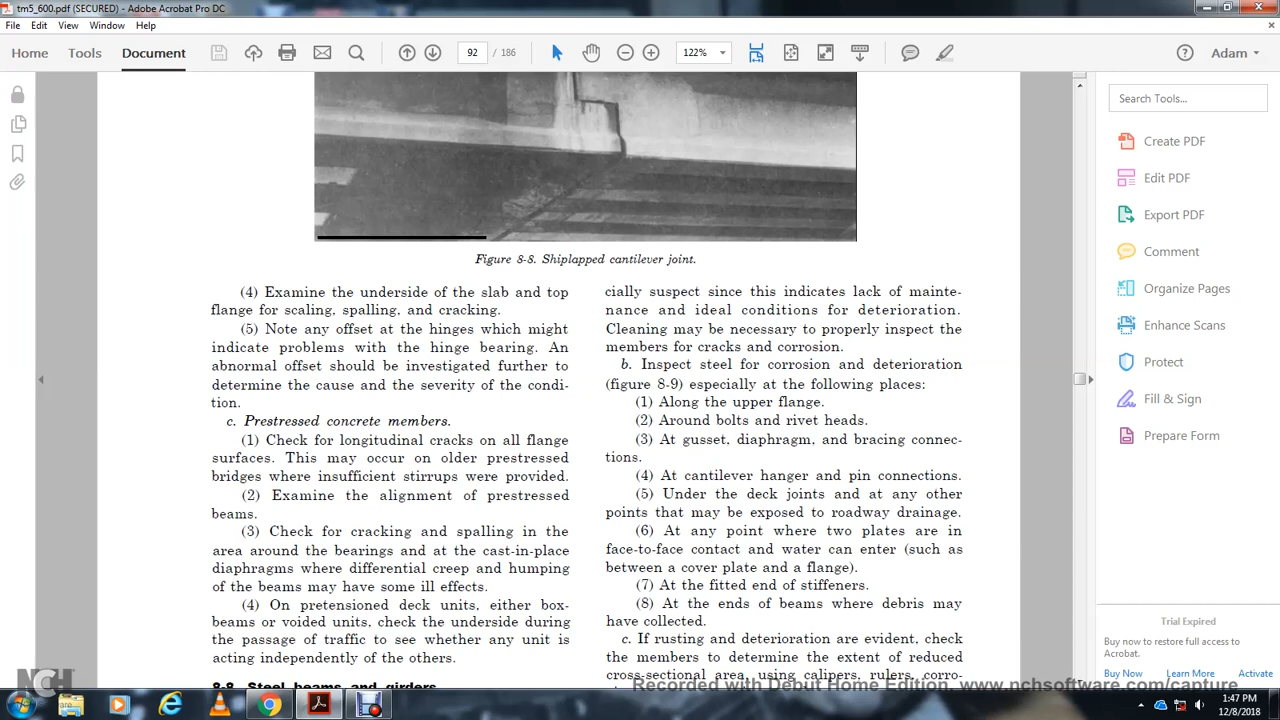 tm5_600.pdf (SECURED) - Adobe Acrobat Pro DC
File Edit View Window Help
Home Tools Document 92 / 186 122% Adam
Figure 8-8. Shiplapped cantilever joint.
(4) Examine the underside of the slab and top
flange for scaling, spalling, and cracking.
(5) Note any offset at the hinges which might
indicate problems with the hinge bearing. An
abnormal offset should be investigated further to
determine the cause and the severity of the condi-
tion.
c. Prestressed concrete members.
(1) Check for longitudinal cracks on all flange
surfaces. This may occur on older prestressed
bridges where insufficient stirrups were provided.
(2) Examine the alignment of prestressed
beams.
(3) Check for cracking and spalling in the
area around the bearings and at the cast-in-place
diaphragms where differential creep and humping
of the beams may have some ill effects.
(4) On pretensioned deck units, either box-
beams or voided units, check the underside during
the passage of traffic to see whether any unit is
acting independently of the others.
8-8. Steel beams and girders
cially suspect since this indicates lack of mainte-
nance and ideal conditions for deterioration.
Cleaning may be necessary to properly inspect the
members for cracks and corrosion.
b. Inspect steel for corrosion and deterioration
(figure 8-9) especially at the following places:
(1) Along the upper flange.
(2) Around bolts and rivet heads.
(3) At gusset, diaphragm, and bracing connec-
tions.
(4) At cantilever hanger and pin connections.
(5) Under the deck joints and at any other
points that may be exposed to roadway drainage.
(6) At any point where two plates are in
face-to-face contact and water can enter (such as
between a cover plate and a flange).
(7) At the fitted end of stiffeners.
(8) At the ends of beams where debris may
have collected.
c. If rusting and deterioration are evident, check
the members to determine the extent of reduced
cross-sectional area, using calipers, rulers, corro-
Search Tools...
Create PDF
Edit PDF
Export PDF
Comment
Organize Pages
Enhance Scans
Protect
Fill & Sign
Prepare Form
Trial Expired
Buy now to restore full access to
Acrobat.
Buy Now Learn More Activate
NCH
Recorded with Debut Home Edition. www.nchsoftware.com/capture
1:47 PM
12/8/2018